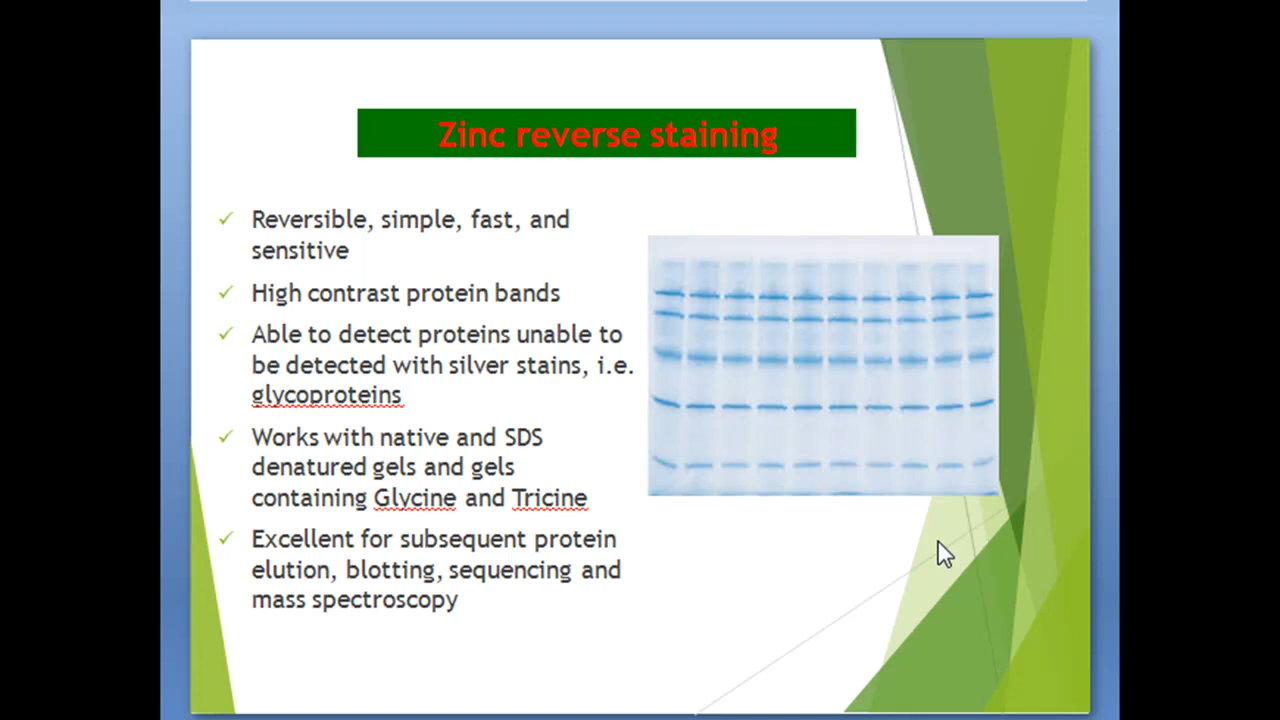 Zinc reverse staining
Reversible, simple, fast, and
sensitive
High contrast protein bands
Able to detect proteins unable to
be detected with silver stains, i.e.
glycoproteins
Works with native and SDS
denatured gels and gels
containing Glycine and Tricine
Excellent for subsequent protein
elution, blotting, sequencing and
mass spectroscopy